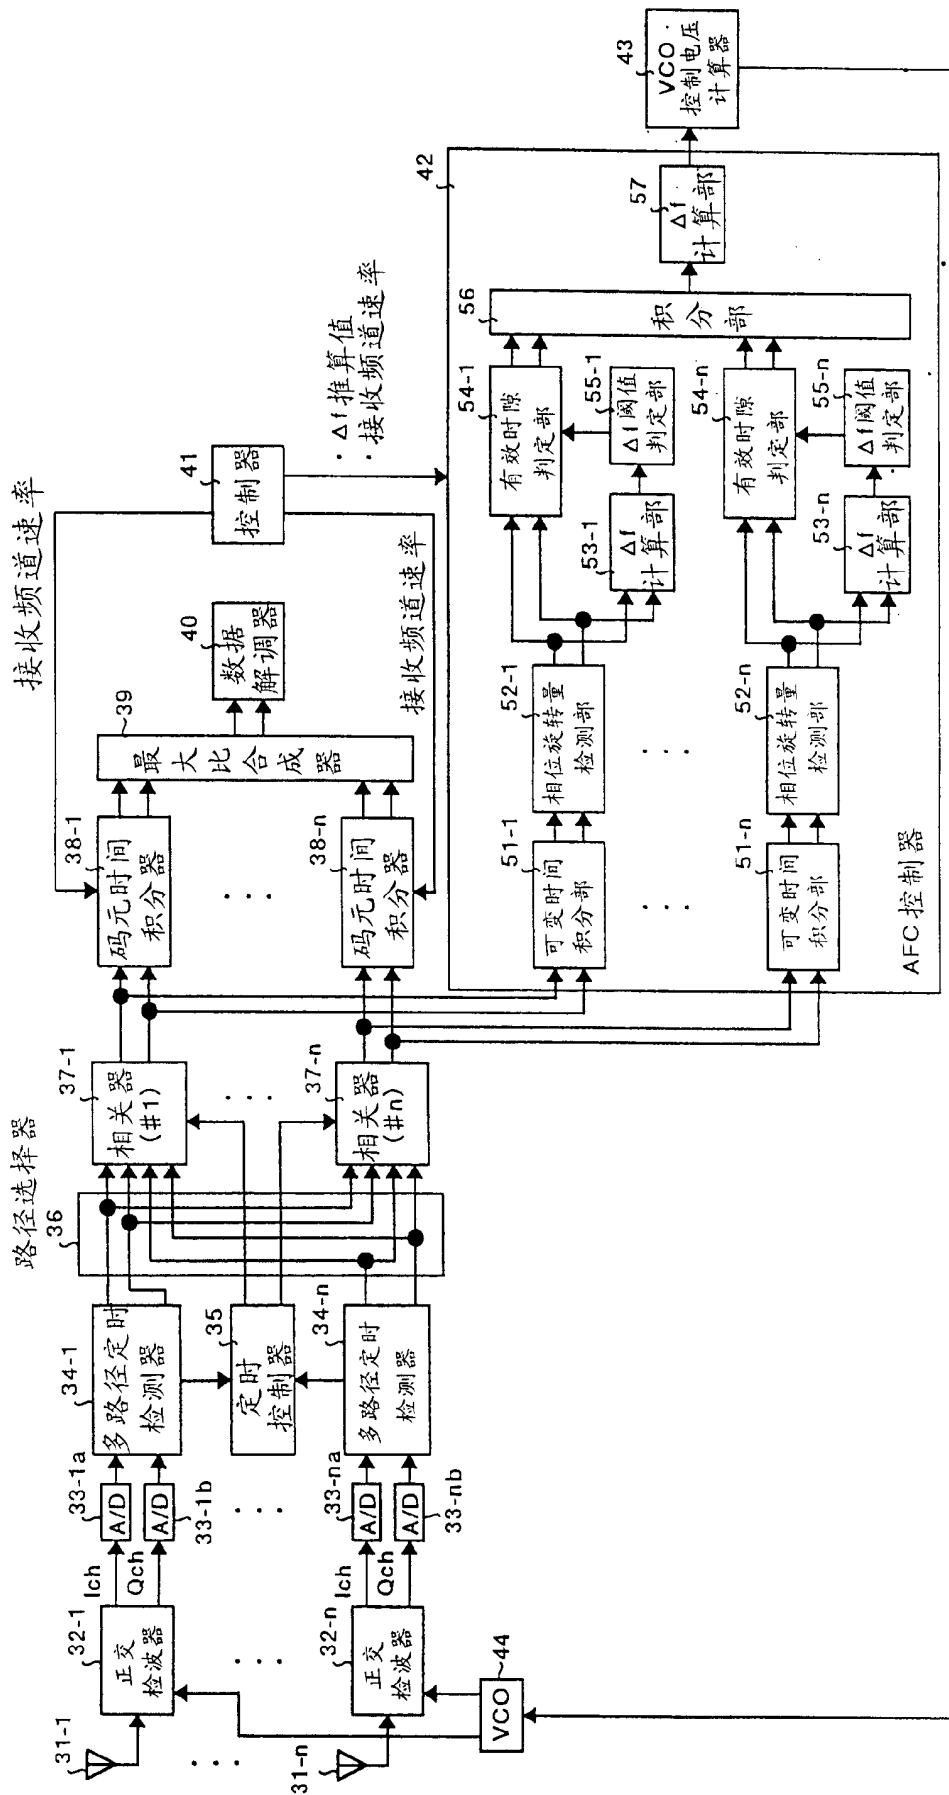 31-1
31-n
32-1
正交
检波器
32-n
正交
检波器
Ich
Qch
Ich
Qch
33-1a
A/D
A/D
33-1b
33-na
A/D
A/D
33-nb
44
VCO
34-1
多路径定时
检测器
35
定时
控制器
34-n
多路径定时
检测器
路径选择器
36
37-1
相关器
(#1)
37-n
相关器
(#n)
38-1
码元时间
积分器
38-n
码元时间
积分器
39
最大比合成器
40
数据
解调器
接收频道速率
41
控制器
接收频道速率
·Δf推算值
·接收频道速率
42
51-1
可变时间
积分部
52-1
相位旋转量
检测部
53-1
Δf
计算部
54-1
有效时隙
判定部
55-1
Δf阈值
判定部
51-n
可变时间
积分部
52-n
相位旋转量
检测部
53-n
Δf
计算部
54-n
有效时隙
判定部
55-n
Δf阈值
判定部
56
积分部
57
Δf
计算部
AFC控制器
43
VCO
控制电压
计算器